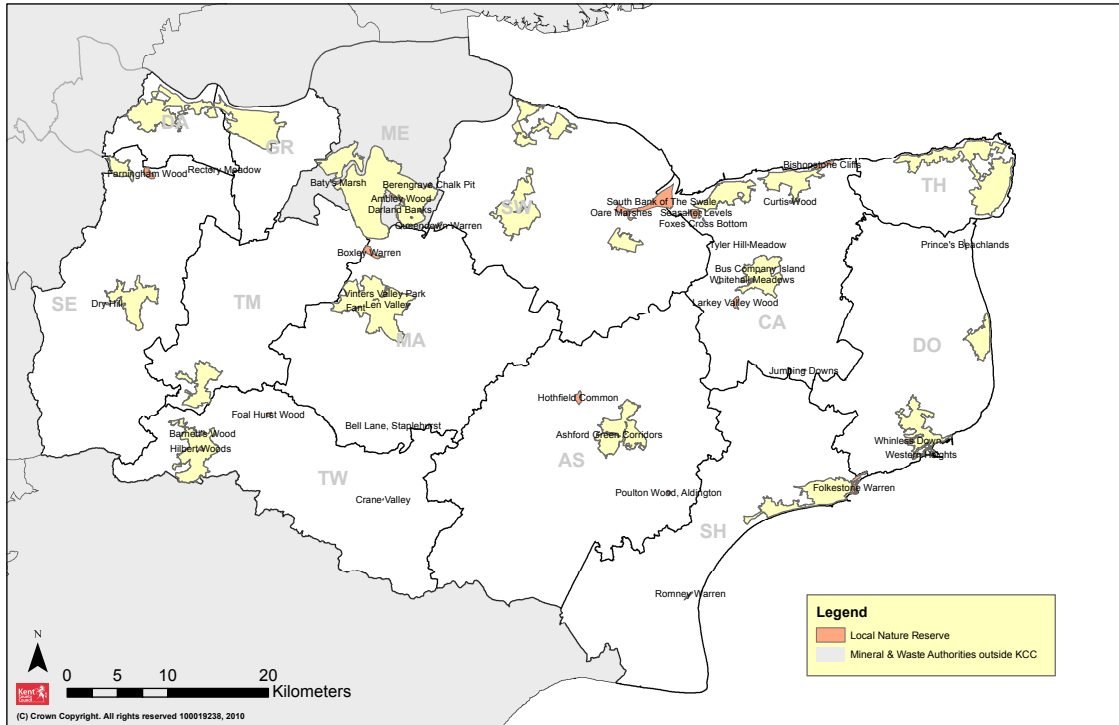 DA
GR
ME
Farningham Wood
Rectory Meadow
Baty's Marsh
Berengrave Chalk Pit
Ambley Wood
Darland Banks
Queendown Warren
SW
South Bank of The Swale
Oare Marshes
Seasalter Levels
Foxes Cross Bottom
Bishopstone Cliffs
Curtis Wood
TH
Boxley Warren
Tyler Hill Meadow
Prince's Beachlands
Bus Company Island
Whitehall Meadows
Larkey Valley Wood
SE
Dry Hill
TM
Vinters Valley Park
Fant
Len Valley
MA
CA
DO
Jumping Downs
Hothfield Common
Foal Hurst Wood
Bell Lane, Staplehurst
Ashford Green Corridors
Barnett's Wood
Hilbert Woods
Whinless Down
Western Heights
TW
AS
Crane Valley
Poulton Wood, Aldington
Folkestone Warren
SH
Romney Warren
Legend
Local Nature Reserve
Mineral & Waste Authorities outside KCC
N
0 5 10 20
Kilometers
Kent
County
Council
(C) Crown Copyright. All rights reserved 100019238, 2010